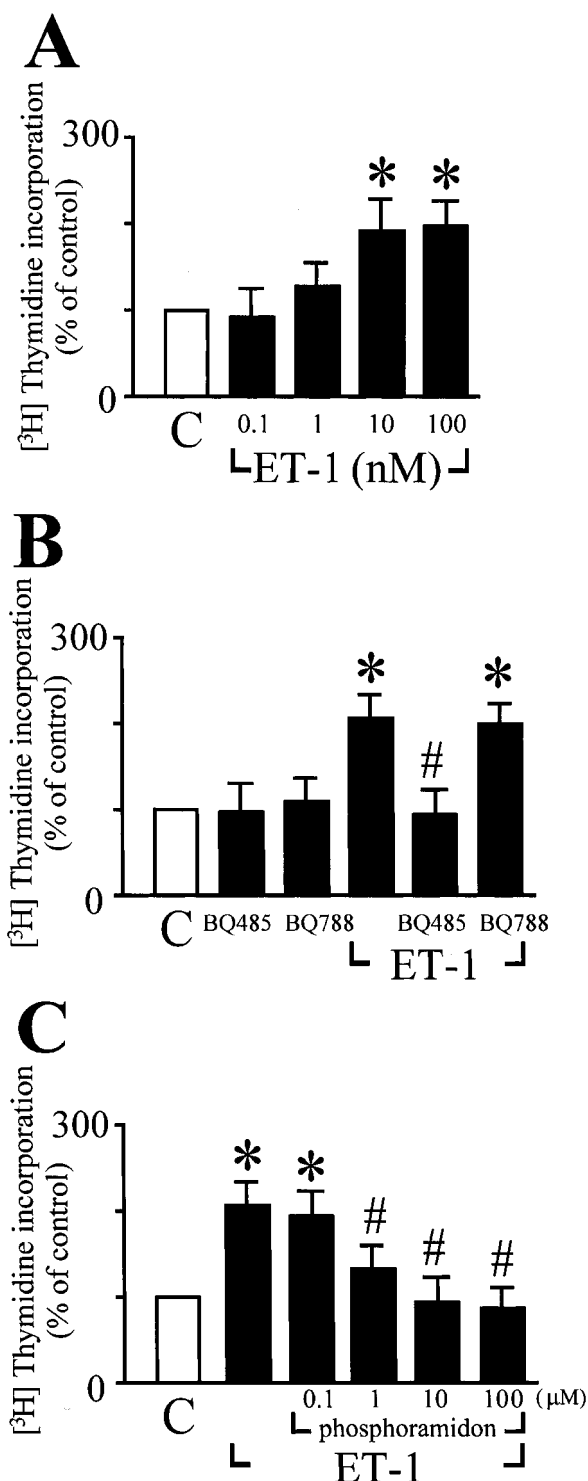 A
[³H] Thymidine incorporation
(% of control)
300
0
* *
C 0.1 1 10 100
ET-1 (nM)
B
[³H] Thymidine incorporation
(% of control)
300
0
* # *
C BQ485 BQ788 BQ485 BQ788
ET-1
C
[³H] Thymidine incorporation
(% of control)
300
0
* * # # #
C 0.1 1 10 100 (μM)
phosphoramidon
ET-1